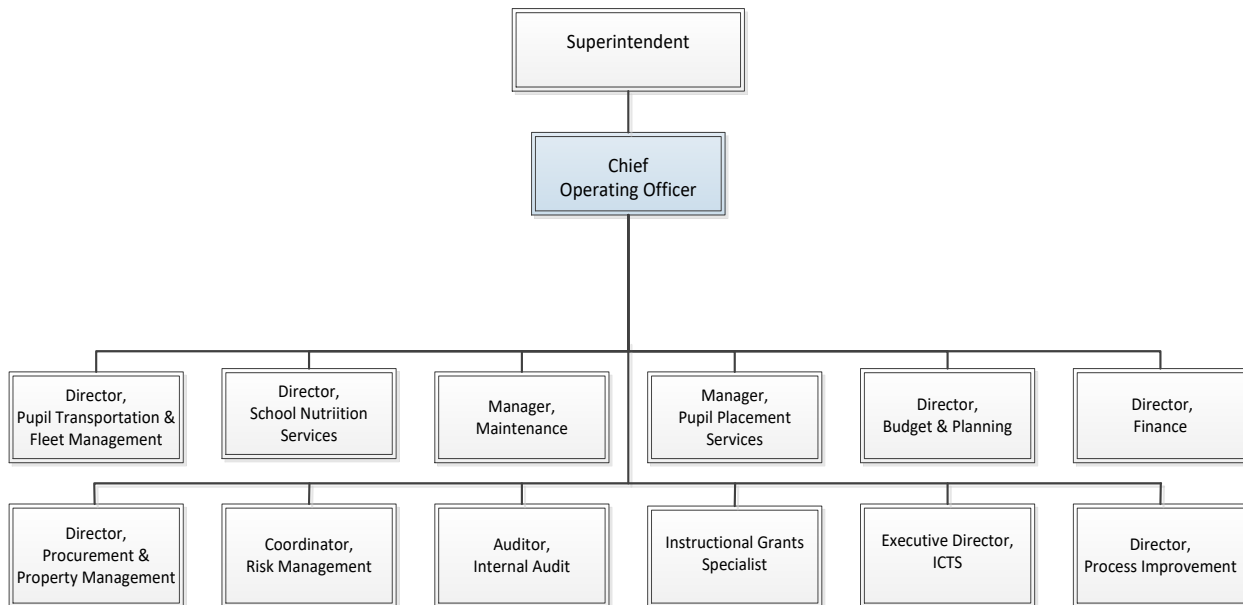 Superintendent
Chief
Operating Officer
Director,
Pupil Transportation &
Fleet Management
Director,
School Nutriition
Services
Manager,
Maintenance
Manager,
Pupil Placement
Services
Director,
Budget & Planning
Director,
Finance
Director,
Procurement &
Property Management
Coordinator,
Risk Management
Auditor,
Internal Audit
Instructional Grants
Specialist
Executive Director,
ICTS
Director,
Process Improvement